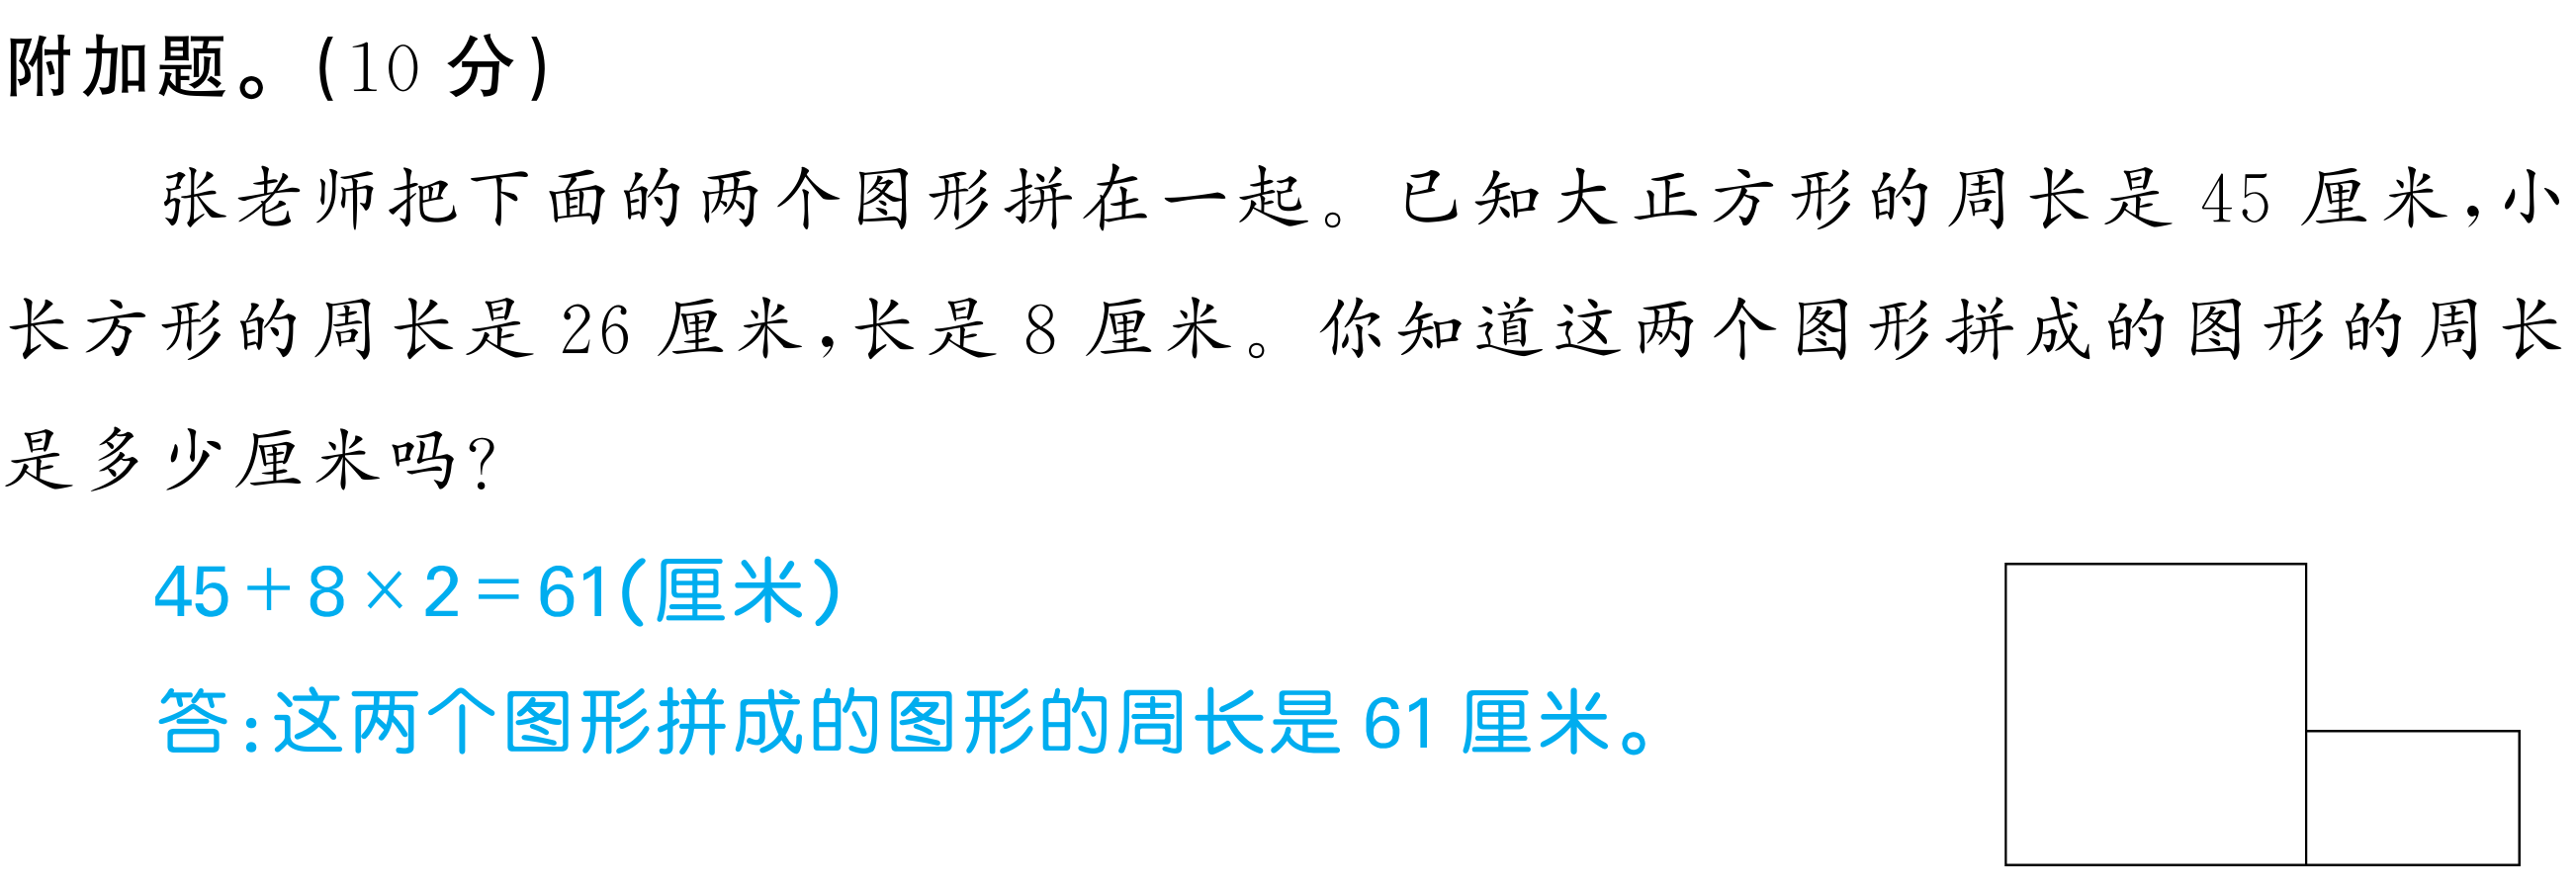 附加题。(10 分)
张老师把下面的两个图形拼在一起。已知大正方形的周长是 45 厘米,小
长方形的周长是 26 厘米,长是 8 厘米。你知道这两个图形拼成的图形的周长
是多少厘米吗?
45+8×2=61(厘米)
答:这两个图形拼成的图形的周长是 61 厘米。